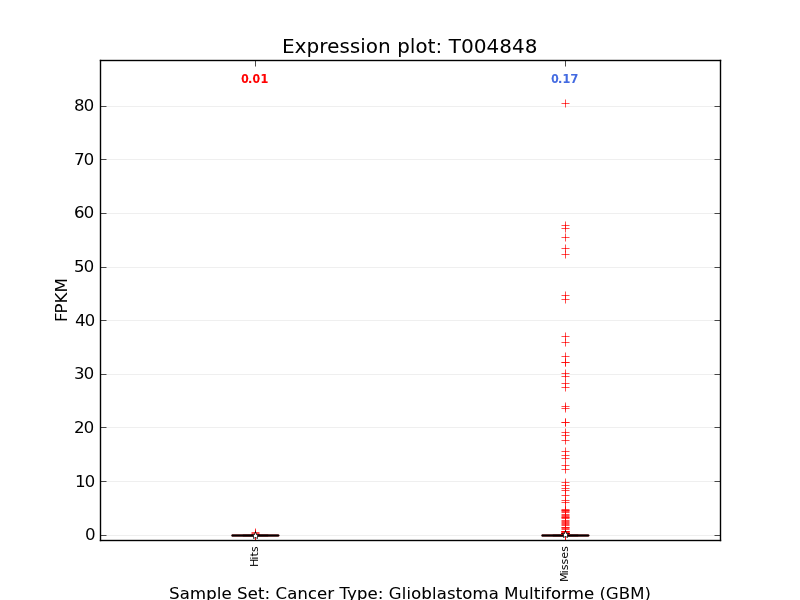 Expression plot: T004848
0.01
0.17
80
70
60
50
40
30
20
10
0
FPKM
Hits
Misses
Sample Set: Cancer Type: Glioblastoma Multiforme (GBM)